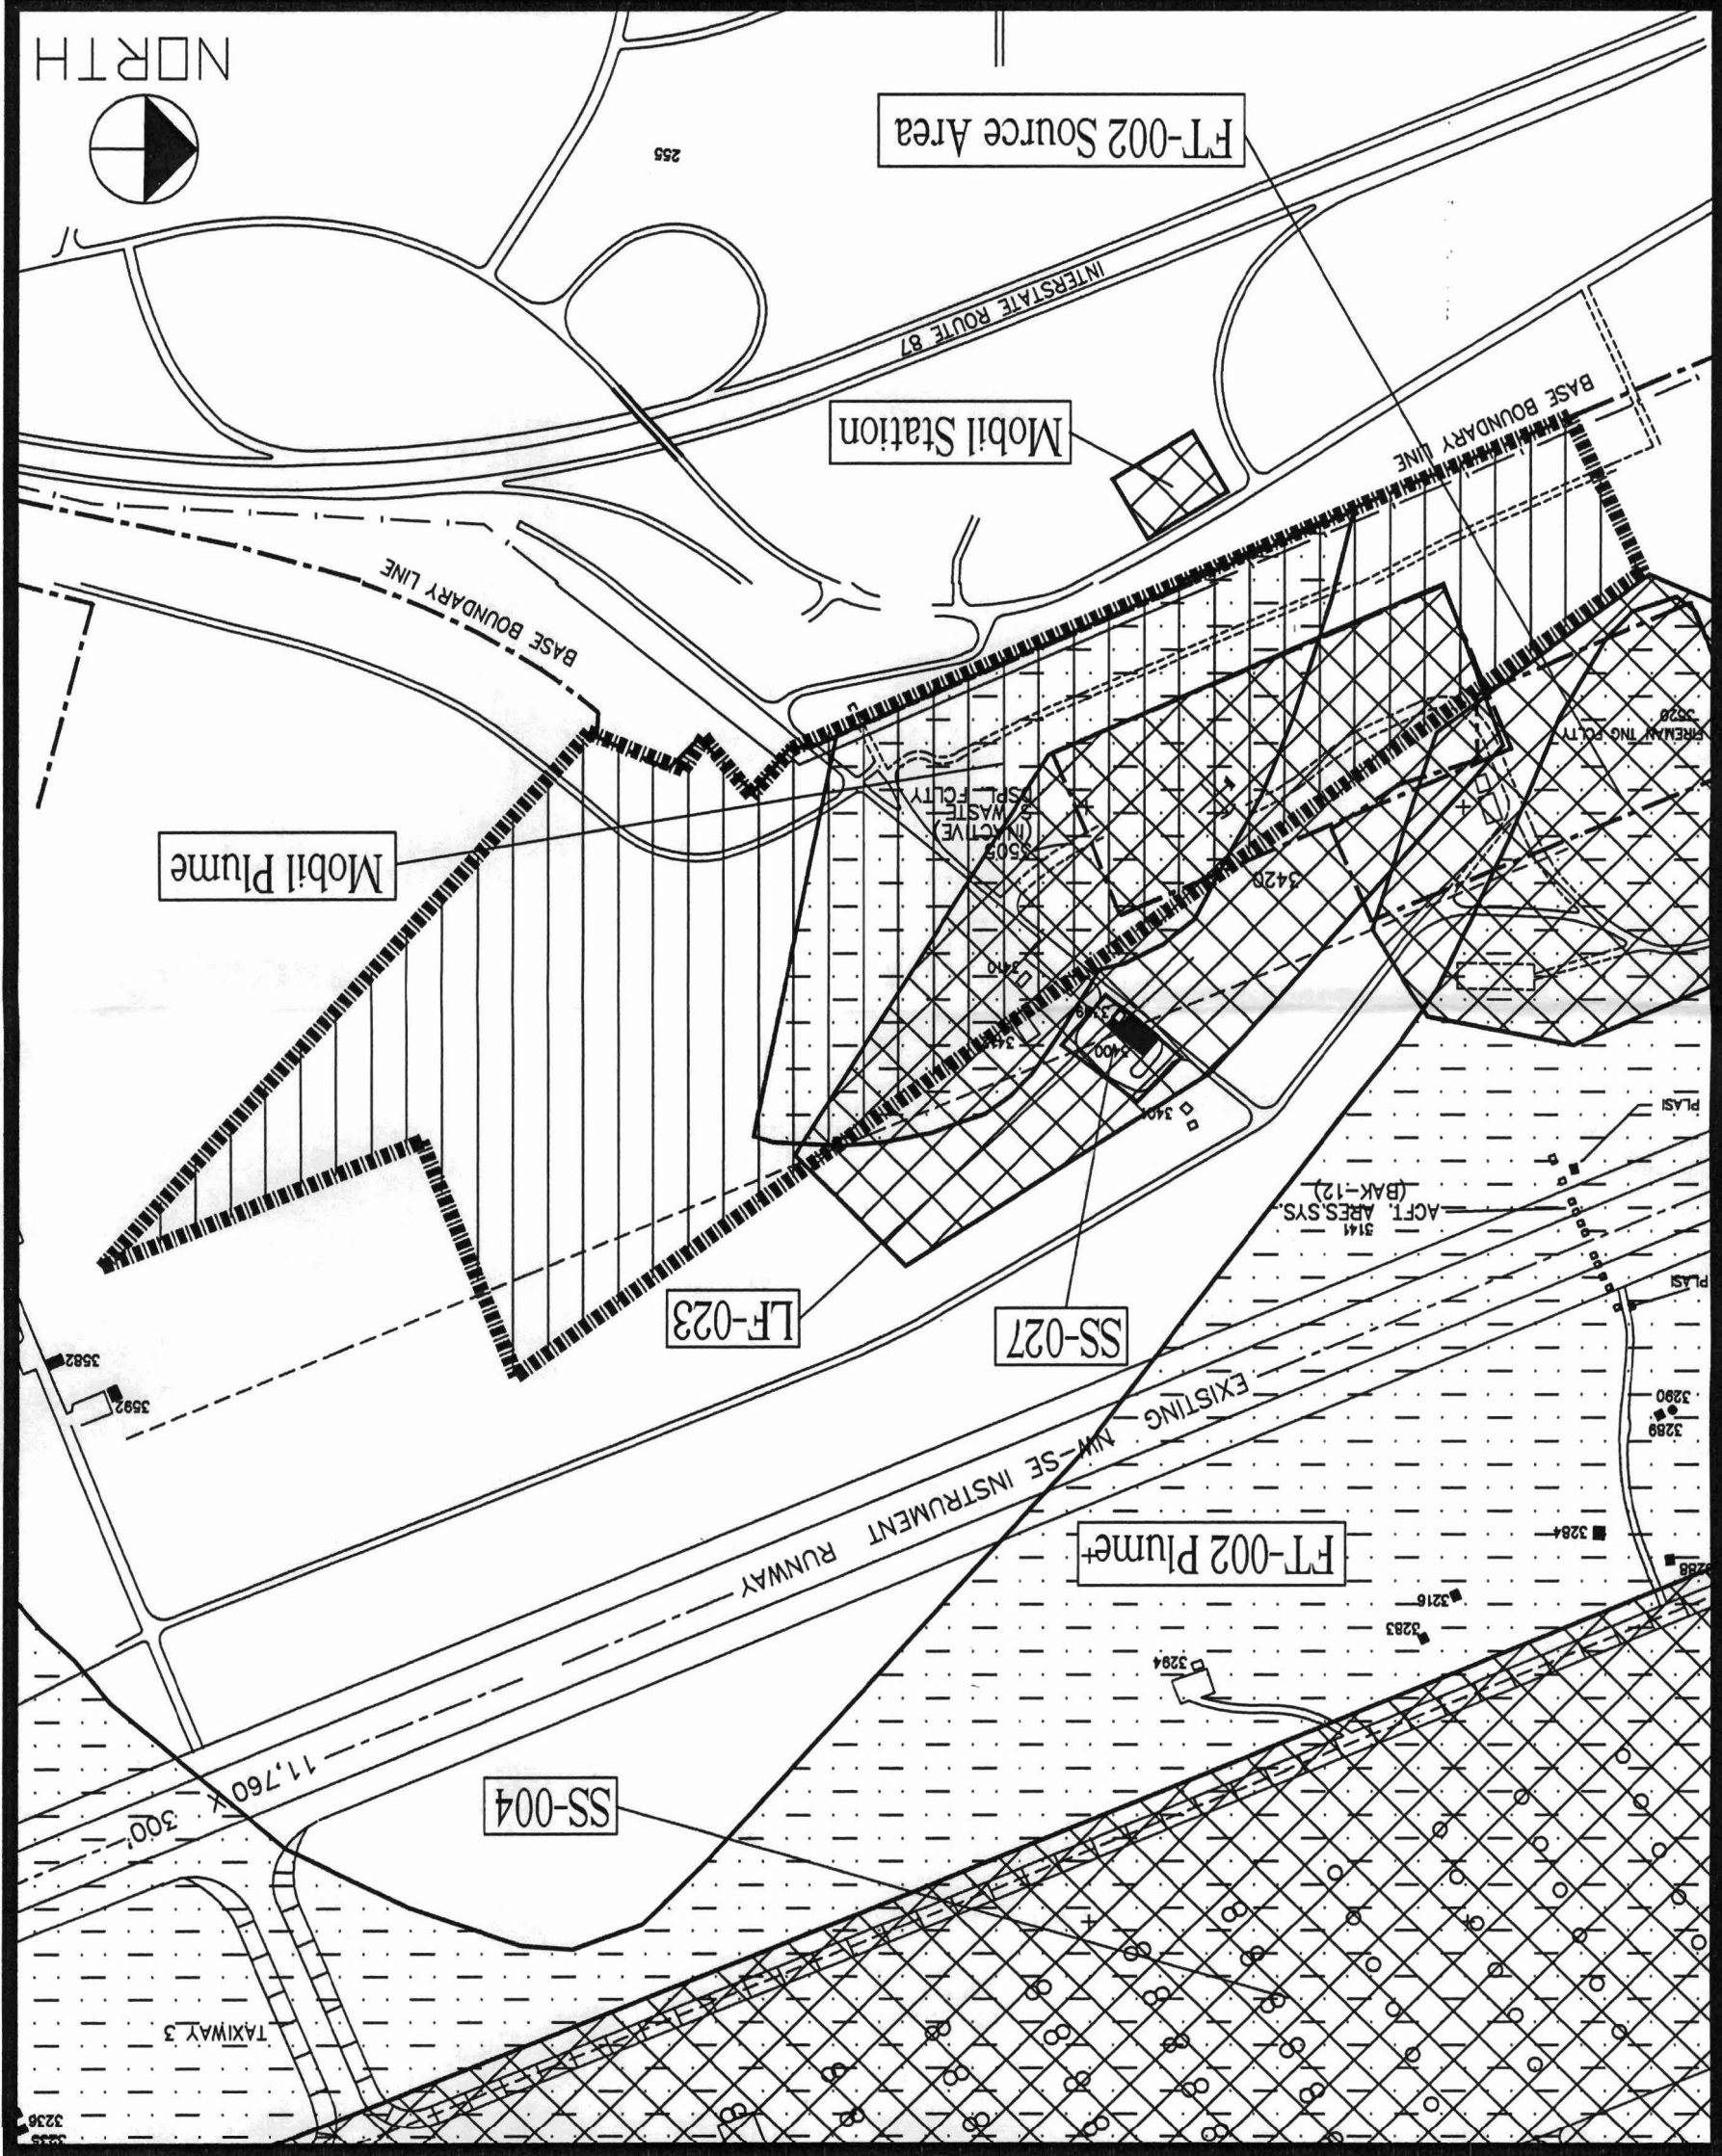 3236
TAXIWAY 3
SS-004
EXISTING NW-SE INSTRUMENT RUNWAY 11,760 X 300'
3294
3283
3216
3288
3284
FT-002 Plume
3289
3290
3592
3582
PLASI
SS-027
LF-023
3141
ACFT. ARES.SYS.
(BAK-12)
PLASI
3400
3410
3420
Mobil Plume
3505
(INACTIVE)
S WASTE
DSPL. FCLTY
FIREMAN TNG FCLTY
3520
BASE BOUNDARY LINE
Mobil Station
BASE BOUNDARY LINE
INTERSTATE ROUTE 87
FT-002 Source Area
255
NORTH